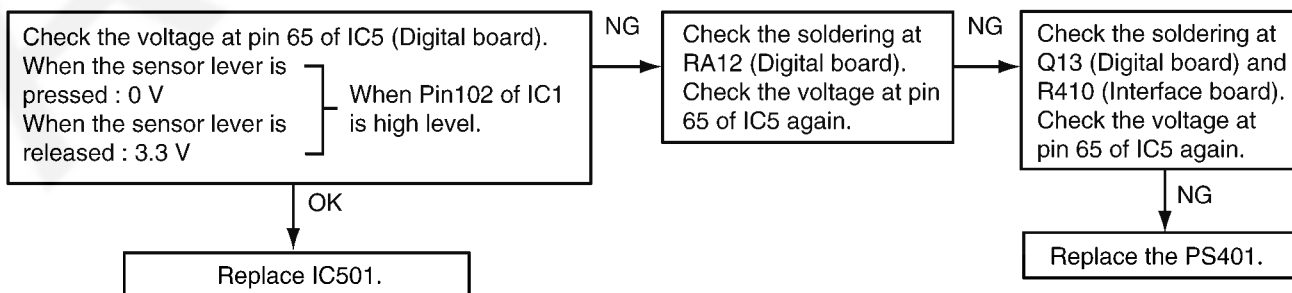 Check the voltage at pin 65 of IC5 (Digital board).
When the sensor lever is
pressed : 0 V
When the sensor lever is
released : 3.3 V
When Pin102 of IC1
is high level.
NG
Check the soldering at
RA12 (Digital board).
Check the voltage at pin
65 of IC5 again.
NG
Check the soldering at
Q13 (Digital board) and
R410 (Interface board).
Check the voltage at
pin 65 of IC5 again.
OK
NG
Replace IC501.
Replace the PS401.